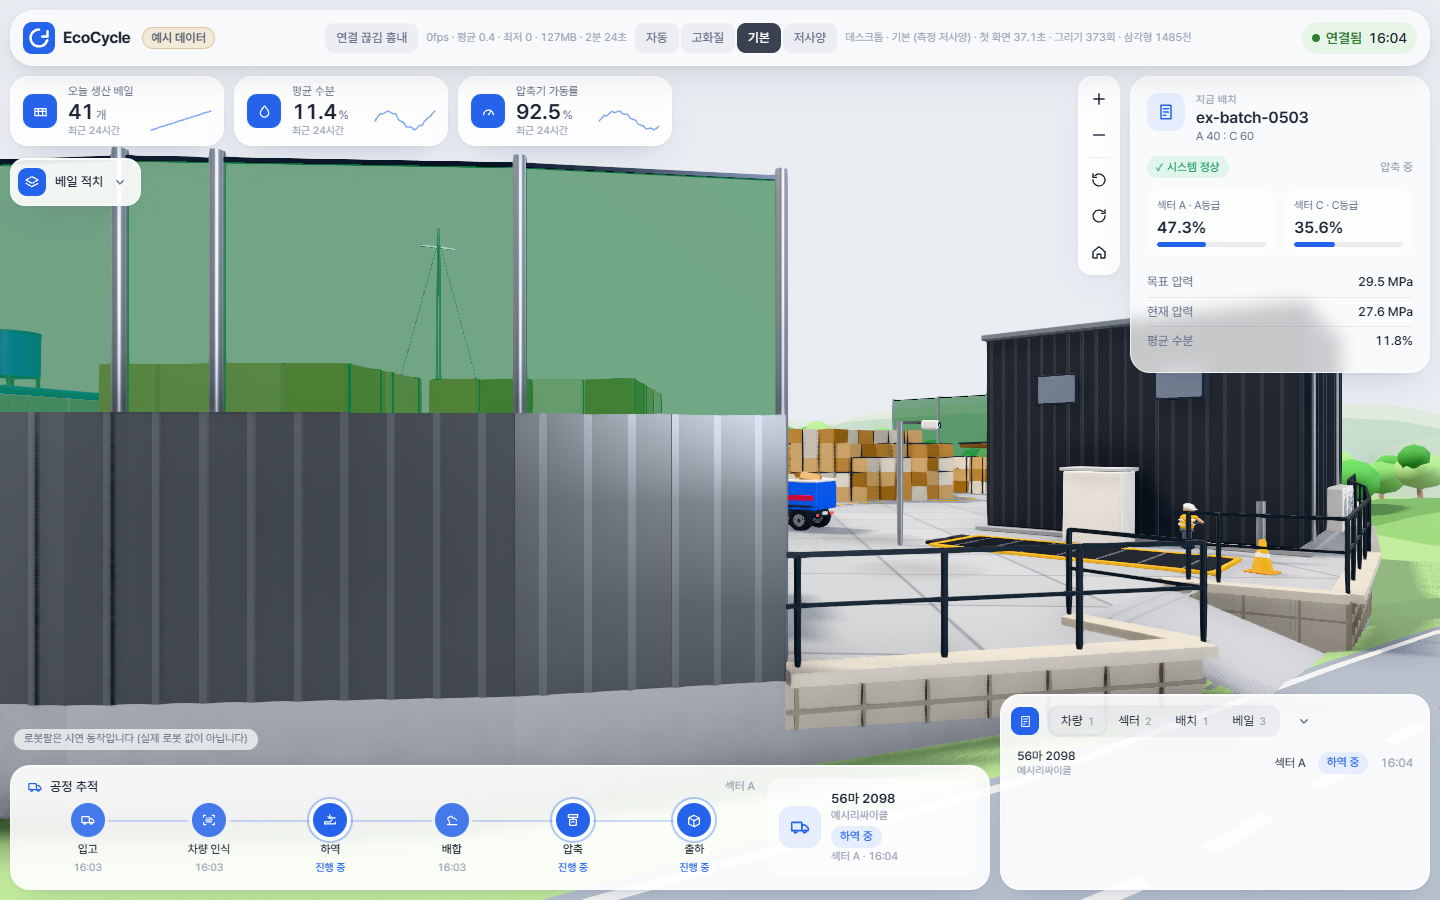 EcoCycle
예시 데이터
연결 끊김 흉내
0fps · 평균 0.4 · 최저 0 · 127MB · 2분 24초
자동
고화질
기본
저사양
데스크톱 · 기본 (측정 저사양) · 첫 화면 37.1초 · 그리기 373회 · 삼각형 1485천
연결됨 16:04
오늘 생산 베일
41개
최근 24시간
평균 수분
11.4%
최근 24시간
압축기 가동률
92.5%
최근 24시간
베일 적치
지금 배치
ex-batch-0503
A 40 : C 60
✓ 시스템 정상
압축 중
섹터 A · A등급
47.3%
섹터 C · C등급
35.6%
목표 압력 29.5 MPa
현재 압력 27.6 MPa
평균 수분 11.8%
로봇팔은 시연 동작입니다 (실제 로봇 값이 아닙니다)
공정 추적
섹터 A
입고
16:03
차량 인식
16:03
하역
진행 중
배합
16:03
압축
진행 중
출하
진행 중
56마 2098
예시리싸이클
하역 중
섹터 A · 16:04
차량 1
섹터 2
배치 1
베일 3
56마 2098
예시리싸이클
섹터 A
하역 중
16:04